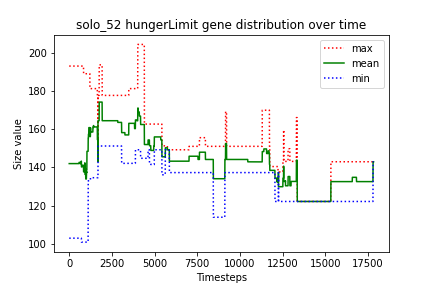 solo_52 hungerLimit gene distribution over time
max
mean
min
Size value
200
180
160
140
120
100
0 2500 5000 7500 10000 12500 15000 17500
Timesteps